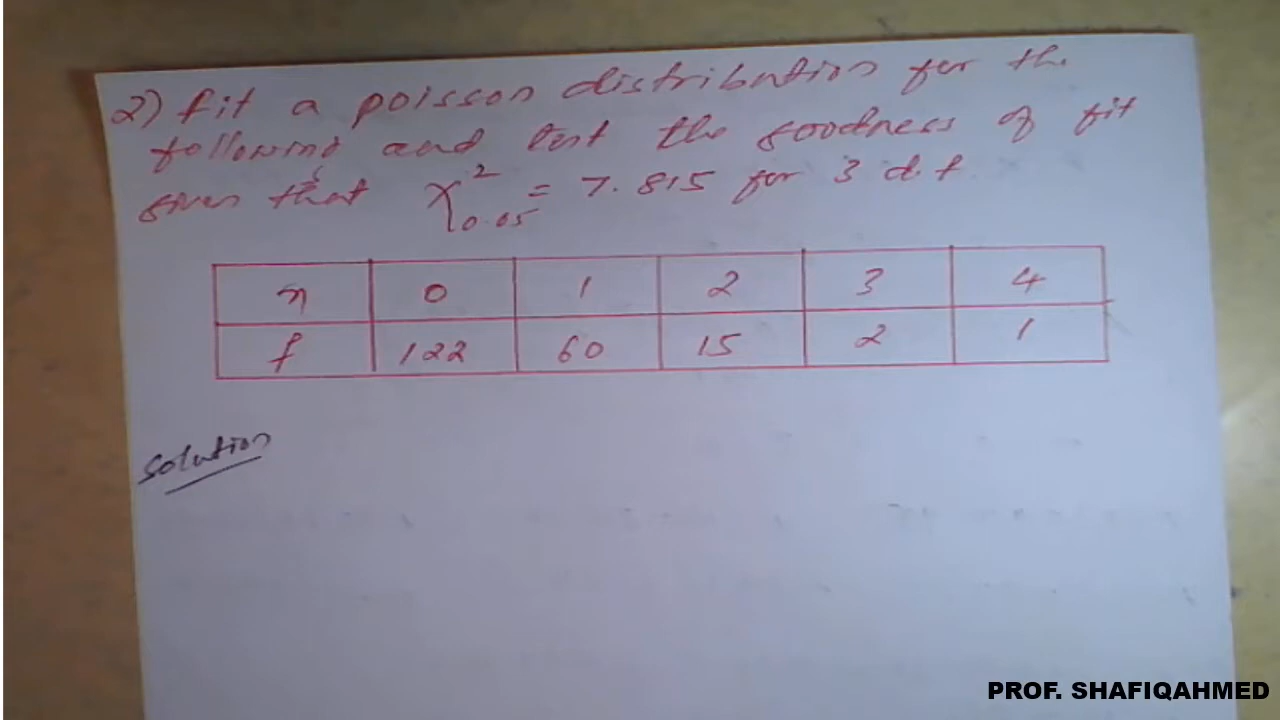 2) fit a poisson distribution for the
following and test the goodness of fit
given that χ²0.05 = 7.815 for 3 d.f
x 0 1 2 3 4
f 122 60 15 2 1
solution
PROF. SHAFIQAHMED